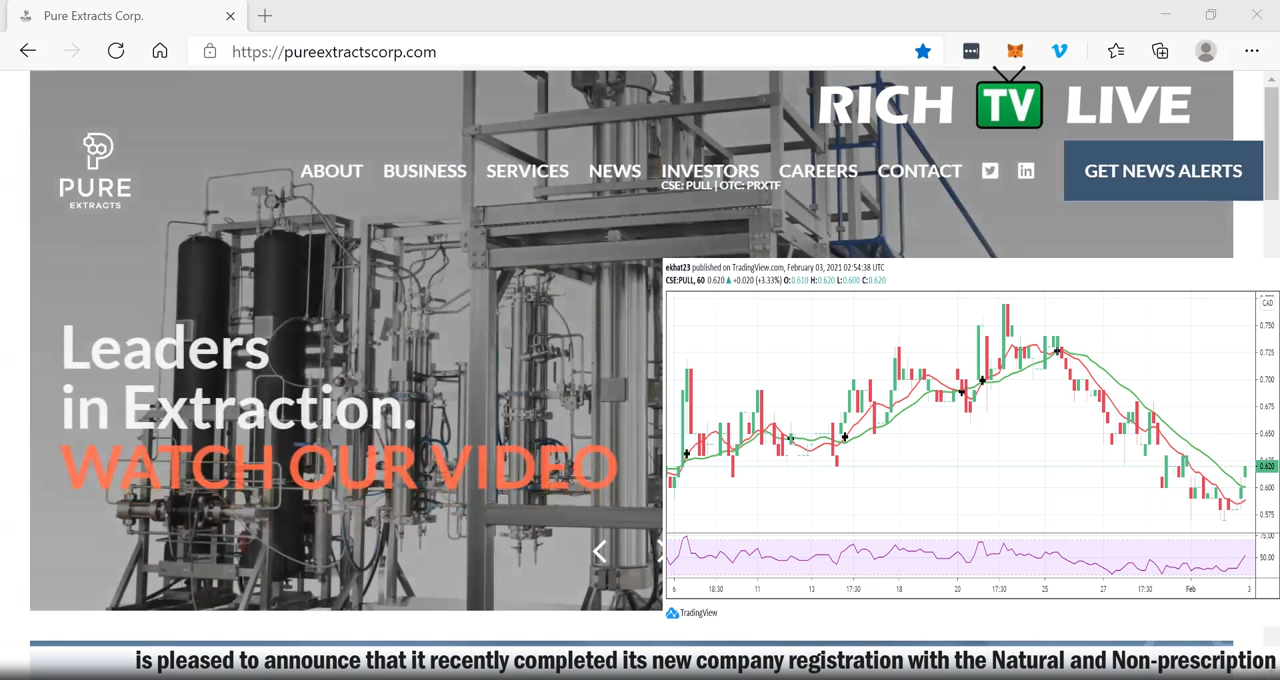 Pure Extracts Corp.
https://pureextractscorp.com
RICH TV LIVE
PURE
EXTRACTS
ABOUT BUSINESS SERVICES NEWS INVESTORS CAREERS CONTACT
GET NEWS ALERTS
CSE: PULL | OTC: PRXTF
Leaders
in Extraction.
WATCH OUR VIDEO
ekhat23 published on TradingView.com, February 03, 2021 02:54:38 UTC
CSE:PULL, 60 0.620 ▲ +0.020 (+3.33%) O:0.610 H:0.620 L:0.600 C:0.620
CAD
0.750
0.725
0.700
0.675
0.650
0.620
0.600
0.575
75.00
50.00
6 18:30 11 13 17:30 18 20 17:30 25 27 17:30 Feb 3
TradingView
is pleased to announce that it recently completed its new company registration with the Natural and Non-prescription